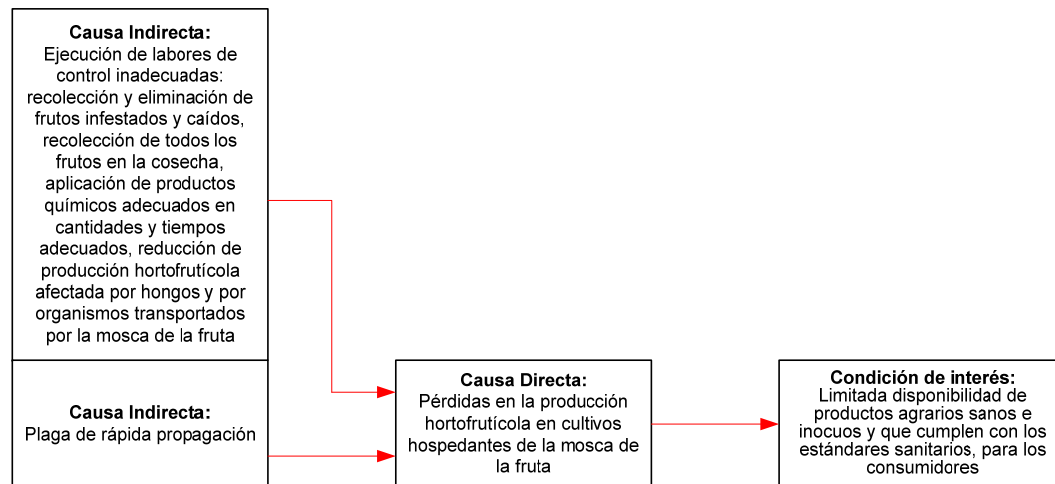 Causa Indirecta:
Ejecución de labores de
control inadecuadas:
recolección y eliminación de
frutos infestados y caídos,
recolección de todos los
frutos en la cosecha,
aplicación de productos
químicos adecuados en
cantidades y tiempos
adecuados, reducción de
producción hortofrutícola
afectada por hongos y por
organismos transportados
por la mosca de la fruta
Causa Indirecta:
Plaga de rápida propagación
Causa Directa:
Pérdidas en la producción
hortofrutícola en cultivos
hospedantes de la mosca de
la fruta
Condición de interés:
Limitada disponibilidad de
productos agrarios sanos e
inocuos y que cumplen con los
estándares sanitarios, para los
consumidores